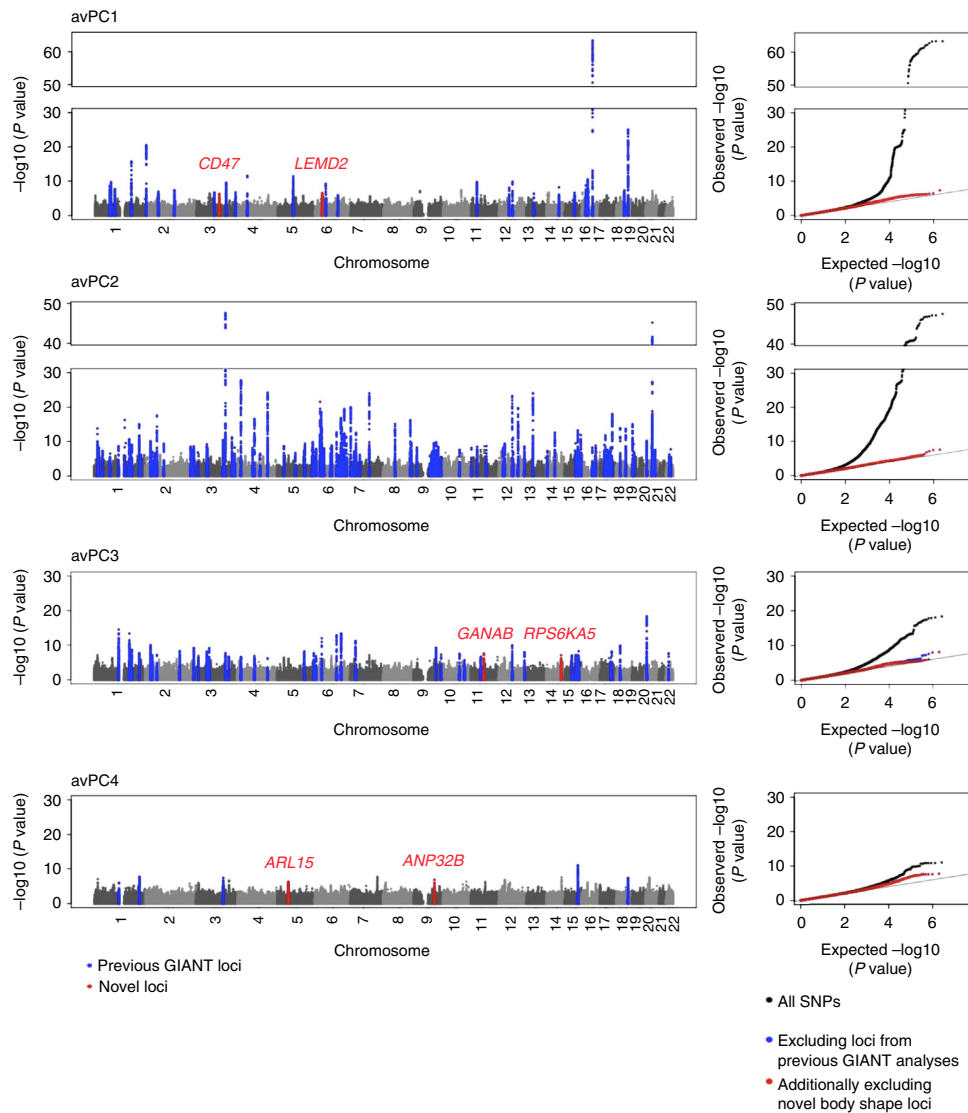 avPC1
60
50
30
20
10
0
−log10 (P value)
CD47
LEMD2
1 2 3 4 5 6 7 8 9 10 11 12 13 14 15 16 17 18 19 20 21 22
Chromosome
60
50
30
20
10
0
Observerd −log10
(P value)
0 2 4 6
Expected −log10
(P value)
avPC2
50
40
30
20
10
0
−log10 (P value)
1 2 3 4 5 6 7 8 9 10 11 12 13 14 15 16 17 18 19 20 21 22
Chromosome
50
40
30
20
10
0
Observerd −log10
(P value)
0 2 4 6
Expected −log10
(P value)
avPC3
30
20
10
0
−log10 (P value)
GANAB RPS6KA5
1 2 3 4 5 6 7 8 9 10 11 12 13 14 15 16 17 18 19 20 21 22
Chromosome
30
20
10
0
Observerd −log10
(P value)
0 2 4 6
Expected −log10
(P value)
avPC4
30
20
10
0
−log10 (P value)
ARL15
ANP32B
1 2 3 4 5 6 7 8 9 10 11 12 13 14 15 16 17 18 19 20 21 22
Chromosome
30
20
10
0
Observerd −log10
(P value)
0 2 4 6
Expected −log10
(P value)
Previous GIANT loci
Novel loci
All SNPs
Excluding loci from
previous GIANT analyses
Additionally excluding
novel body shape loci